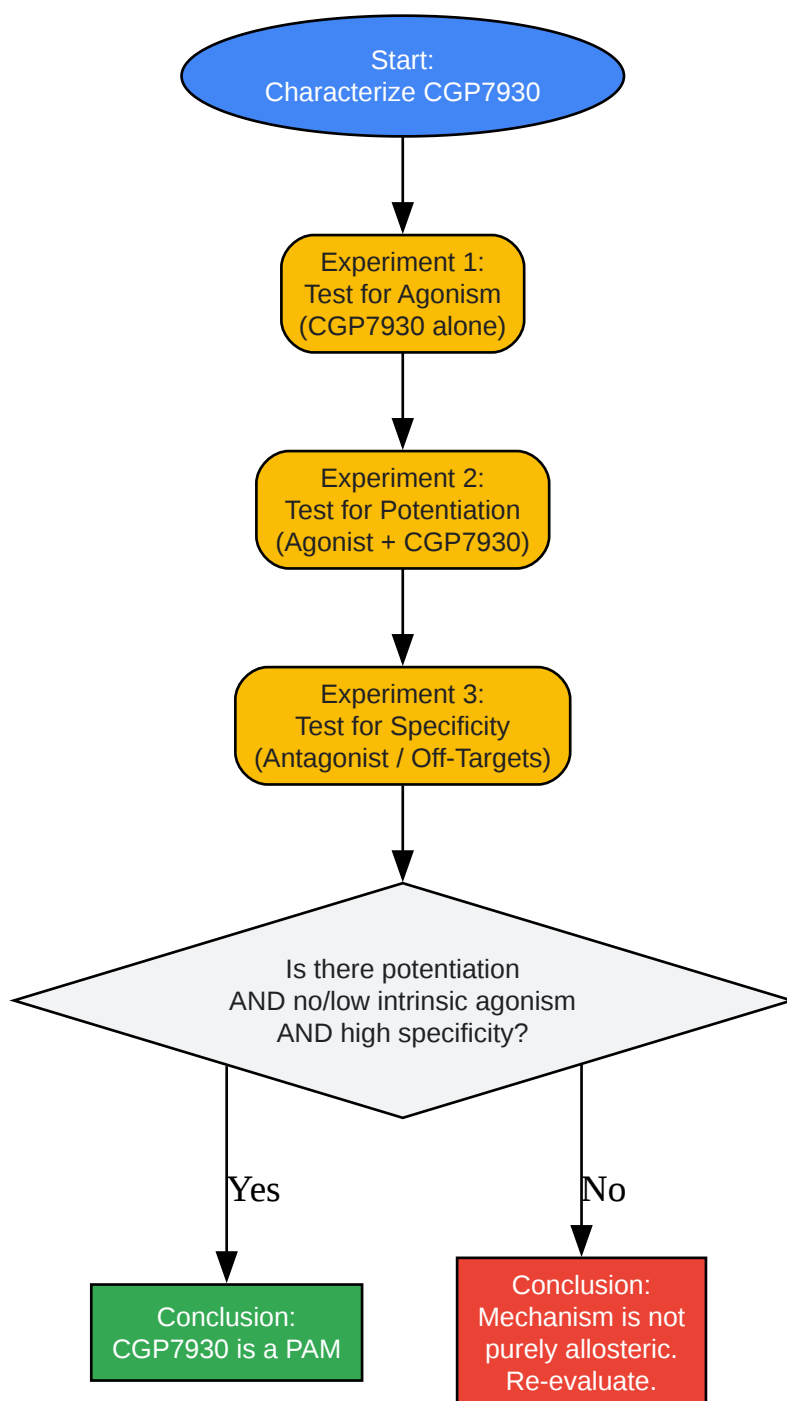 Start:
Characterize CGP7930
Experiment 1:
Test for Agonism
(CGP7930 alone)
Experiment 2:
Test for Potentiation
(Agonist + CGP7930)
Experiment 3:
Test for Specificity
(Antagonist / Off-Targets)
Is there potentiation
AND no/low intrinsic agonism
AND high specificity?
Yes
No
Conclusion:
CGP7930 is a PAM
Conclusion:
Mechanism is not
purely allosteric.
Re-evaluate.